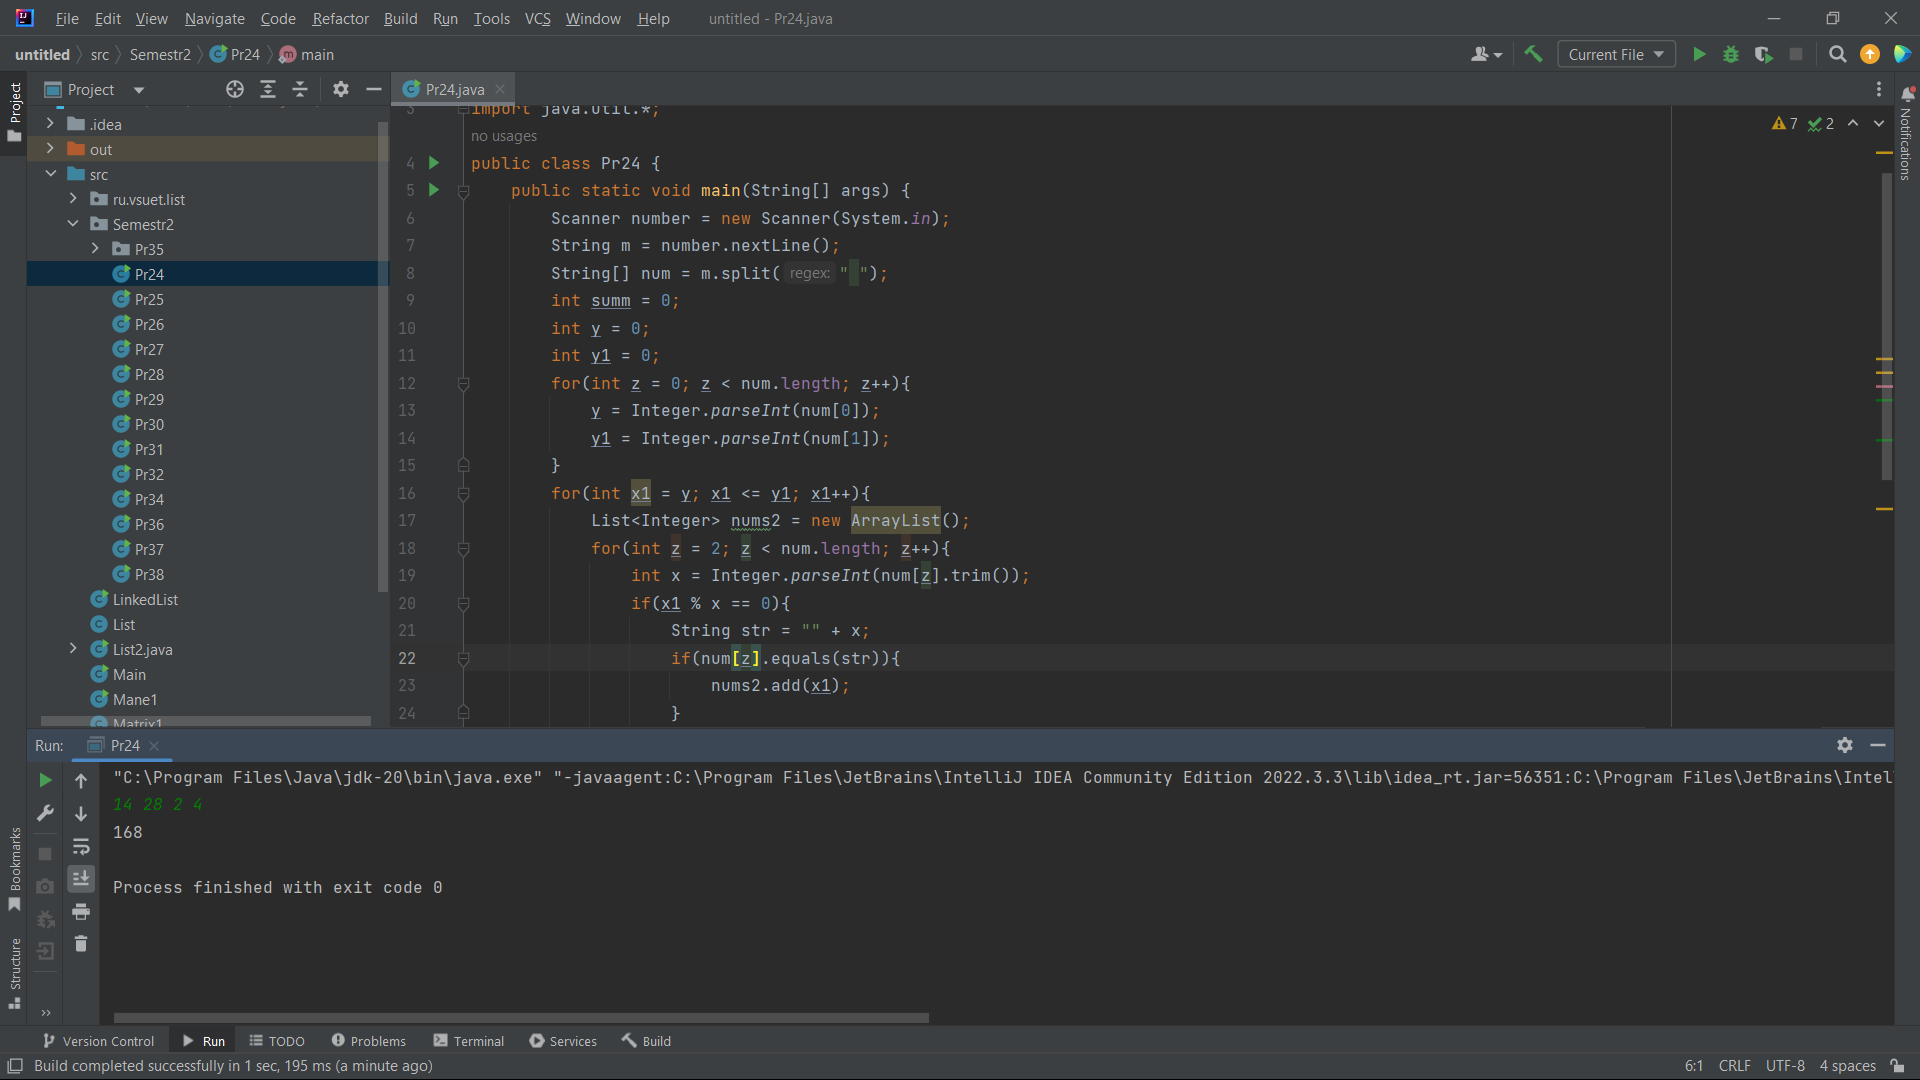 File Edit View Navigate Code Refactor Build Run Tools VCS Window Help untitled - Pr24.java
untitled src Semestr2 Pr24 main Current File
Project Project Pr24.java Notifications
.idea
out
src
ru.vsuet.list
Semestr2
Pr35
Pr24
Pr25
Pr26
Pr27
Pr28
Pr29
Pr30
Pr31
Pr32
Pr34
Pr36
Pr37
Pr38
LinkedList
List
List2.java
Main
Mane1
Matrix1
7 2
3 import java.util.*;
no usages
4 public class Pr24 {
5 public static void main(String[] args) {
6 Scanner number = new Scanner(System.in);
7 String m = number.nextLine();
8 String[] num = m.split( regex: " ");
9 int summ = 0;
10 int y = 0;
11 int y1 = 0;
12 for(int z = 0; z < num.length; z++){
13 y = Integer.parseInt(num[0]);
14 y1 = Integer.parseInt(num[1]);
15 }
16 for(int x1 = y; x1 <= y1; x1++){
17 List<Integer> nums2 = new ArrayList();
18 for(int z = 2; z < num.length; z++){
19 int x = Integer.parseInt(num[z].trim());
20 if(x1 % x == 0){
21 String str = "" + x;
22 if(num[z].equals(str)){
23 nums2.add(x1);
24 }
Run: Pr24
"C:\Program Files\Java\jdk-20\bin\java.exe" "-javaagent:C:\Program Files\JetBrains\IntelliJ IDEA Community Edition 2022.3.3\lib\idea_rt.jar=56351:C:\Program Files\JetBrains\Intel
14 28 2 4
168
Process finished with exit code 0
Bookmarks
Structure
Version Control Run TODO Problems Terminal Services Build
Build completed successfully in 1 sec, 195 ms (a minute ago) 6:1 CRLF UTF-8 4 spaces